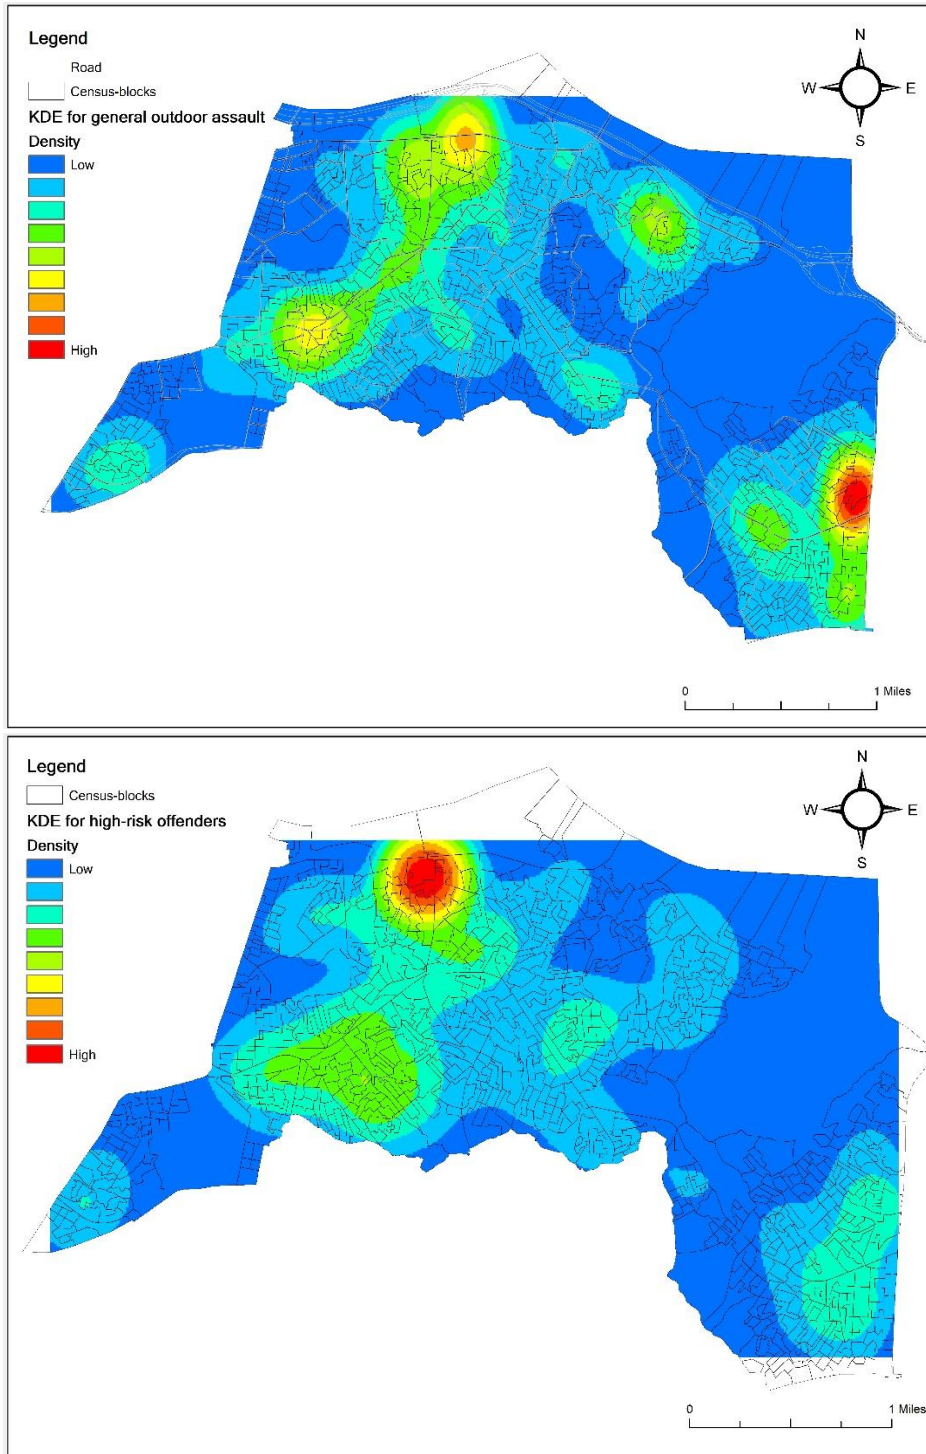 Legend
Road
Census-blocks
KDE for general outdoor assault
Density
Low
High
N
W E
S
0 1 Miles
Legend
Census-blocks
KDE for high-risk offenders
Density
Low
High
N
W E
S
0 1 Miles